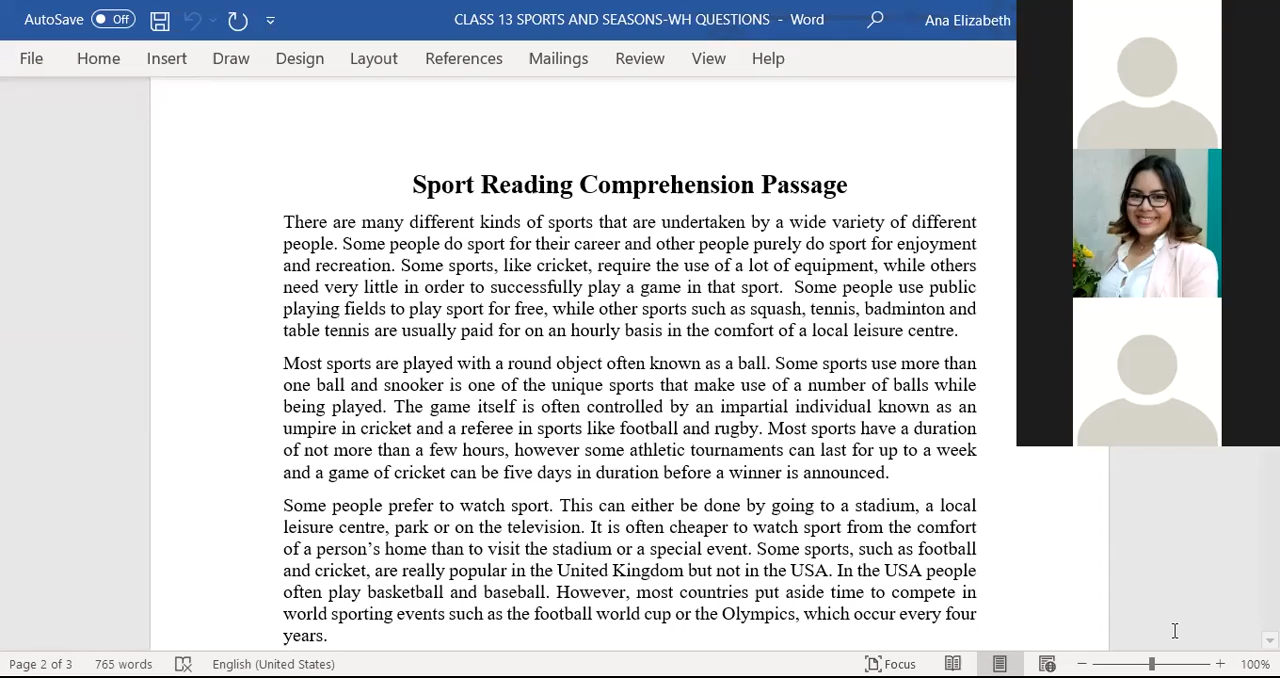 AutoSave Off CLASS 13 SPORTS AND SEASONS-WH QUESTIONS - Word Ana Elizabeth
File Home Insert Draw Design Layout References Mailings Review View Help
Sport Reading Comprehension Passage
There are many different kinds of sports that are undertaken by a wide variety of different
people. Some people do sport for their career and other people purely do sport for enjoyment
and recreation. Some sports, like cricket, require the use of a lot of equipment, while others
need very little in order to successfully play a game in that sport. Some people use public
playing fields to play sport for free, while other sports such as squash, tennis, badminton and
table tennis are usually paid for on an hourly basis in the comfort of a local leisure centre.
Most sports are played with a round object often known as a ball. Some sports use more than
one ball and snooker is one of the unique sports that make use of a number of balls while
being played. The game itself is often controlled by an impartial individual known as an
umpire in cricket and a referee in sports like football and rugby. Most sports have a duration
of not more than a few hours, however some athletic tournaments can last for up to a week
and a game of cricket can be five days in duration before a winner is announced.
Some people prefer to watch sport. This can either be done by going to a stadium, a local
leisure centre, park or on the television. It is often cheaper to watch sport from the comfort
of a person’s home than to visit the stadium or a special event. Some sports, such as football
and cricket, are really popular in the United Kingdom but not in the USA. In the USA people
often play basketball and baseball. However, most countries put aside time to compete in
world sporting events such as the football world cup or the Olympics, which occur every four
years.
Page 2 of 3 765 words English (United States) Focus 100%